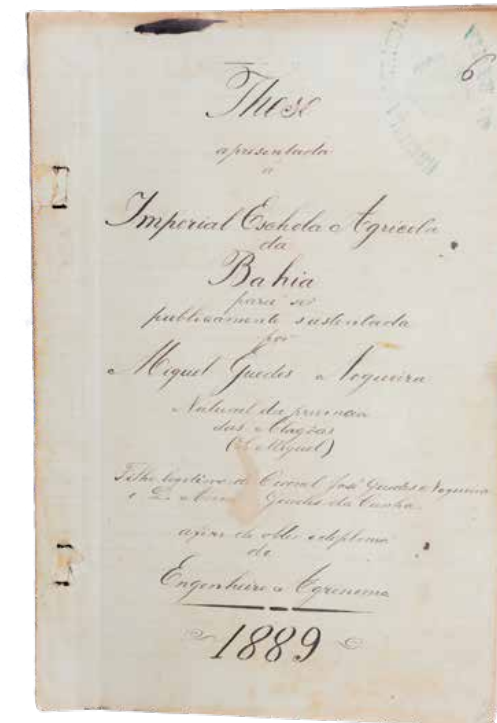 6
These
apresentada
a
Imperial Eschola Agricola
da
Bahia
para ser
publicamente sustentada
por
Miguel Guedes Nogueira
Natural da provincia
das Alagôas
(S. Miguel)
Filho legitimo de Coronel José Guedes Nogueira
e D. Guedes da Cunha.
afim de obter o diploma
de
Engenheiro Agronomo
1889